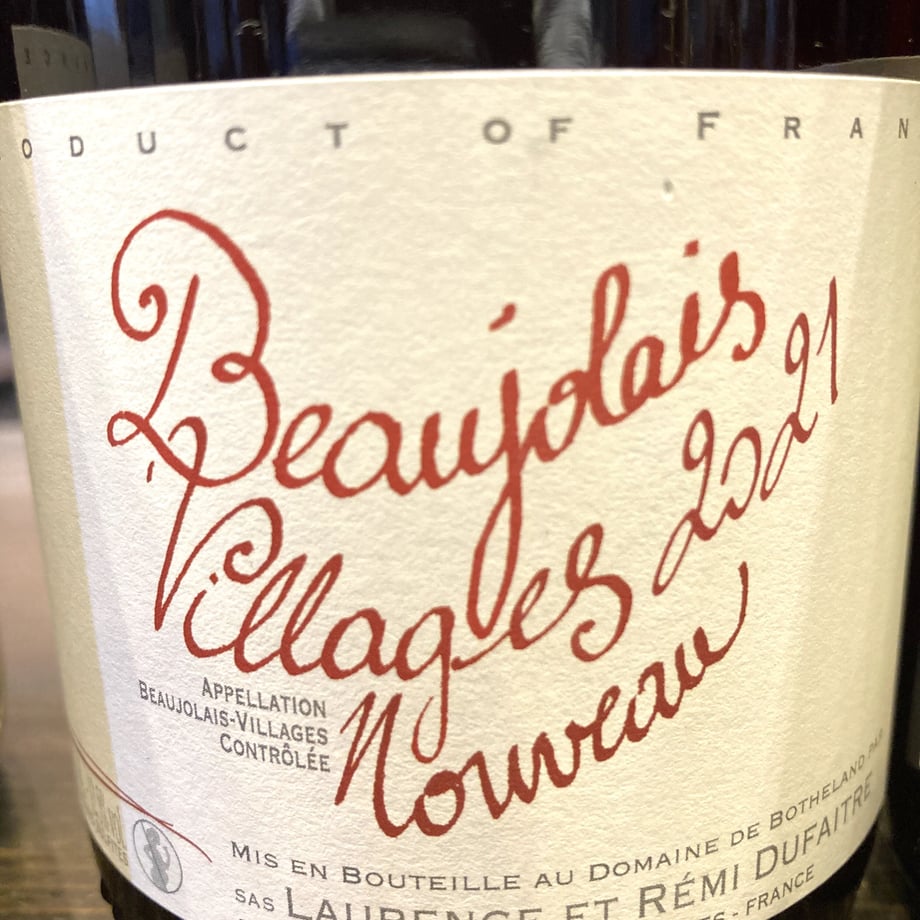 PRODUCT OF FRAN
Beaujolais
Villages 2021
Nouveau
APPELLATION
BEAUJOLAIS-VILLAGES
CONTRÔLÉE
MIS EN BOUTEILLE AU DOMAINE DE BOTHELAND PAR
SAS LAURENCE ET RÉMI DUFAITRE
- FRANCE